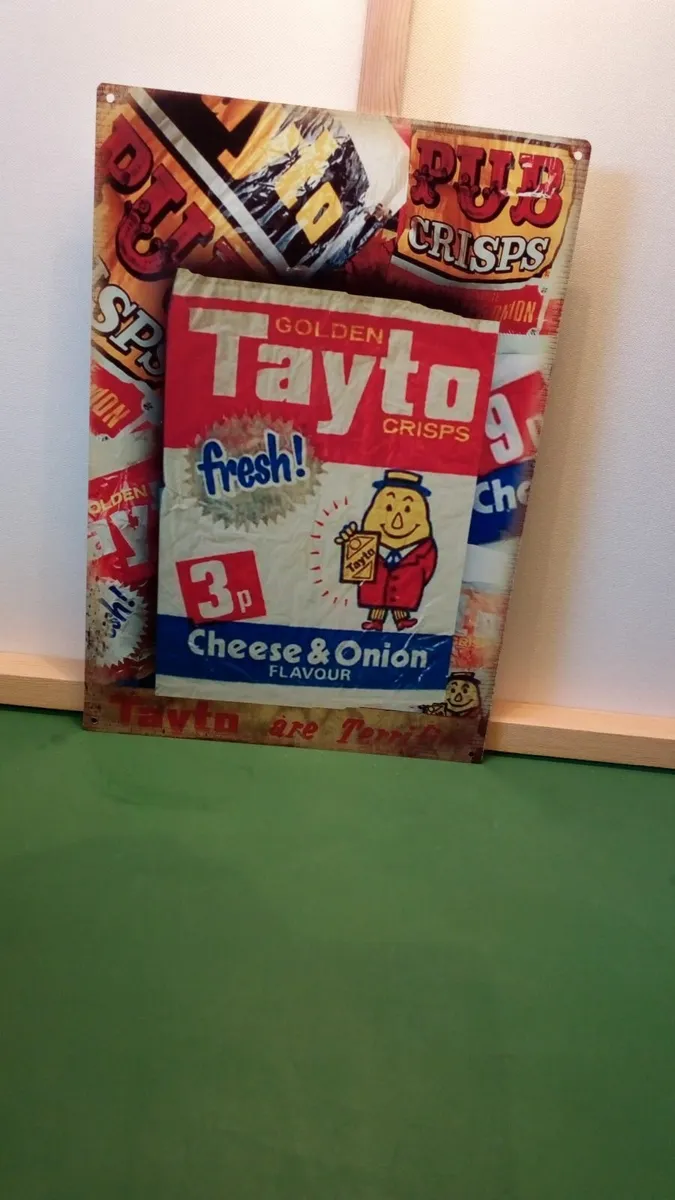 PUB
CRISPS
GOLDEN
Tayto
CRISPS
fresh!
Tayto
3p
Cheese & Onion
FLAVOUR
Tayto are